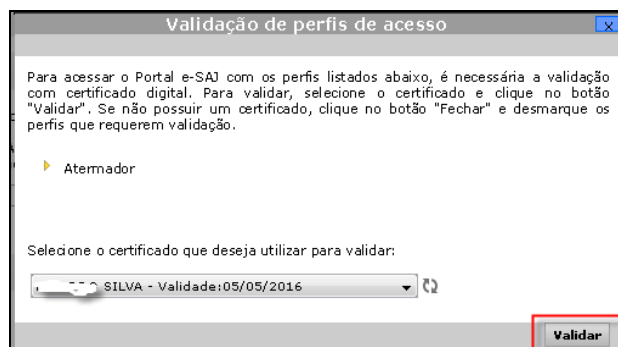 Validação de perfis de acesso
x
Para acessar o Portal e-SAJ com os perfis listados abaixo, é necessária a validação
com certificado digital. Para validar, selecione o certificado e clique no botão
"Validar". Se não possuir um certificado, clique no botão "Fechar" e desmarque os
perfis que requerem validação.
Atermador
Selecione o certificado que deseja utilizar para validar:
SILVA - Validade:05/05/2016
Validar